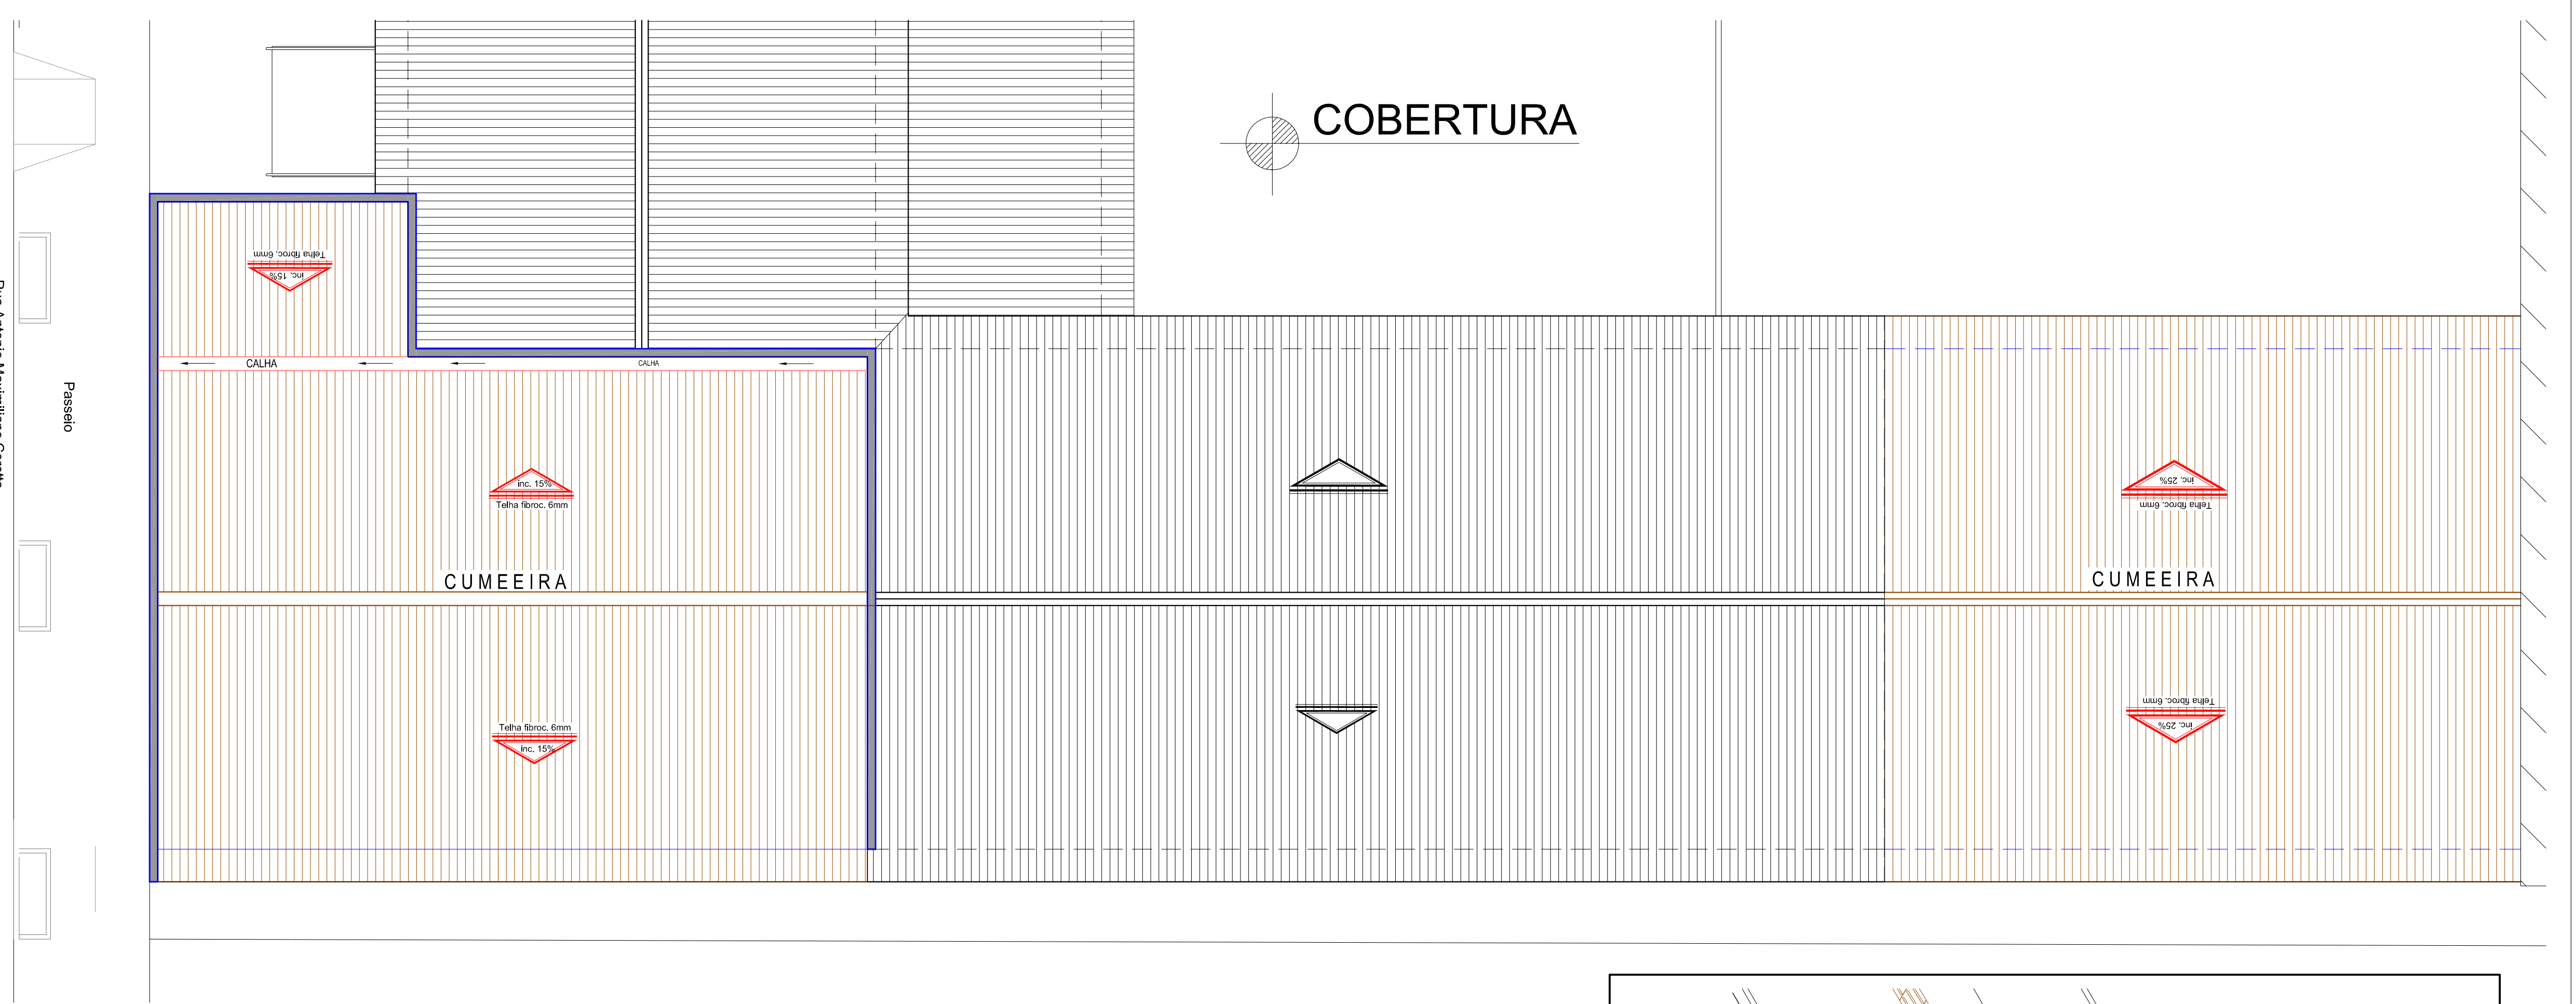 COBERTURA
Telha fibroc. 6mm
inc. 15%
CALHA
CALHA
Passeio
inc. 15%
Telha fibroc. 6mm
inc. 25%
Telha fibroc. 6mm
CUMEEIRA
CUMEEIRA
Telha fibroc. 6mm
inc. 15%
Telha fibroc. 6mm
inc. 25%